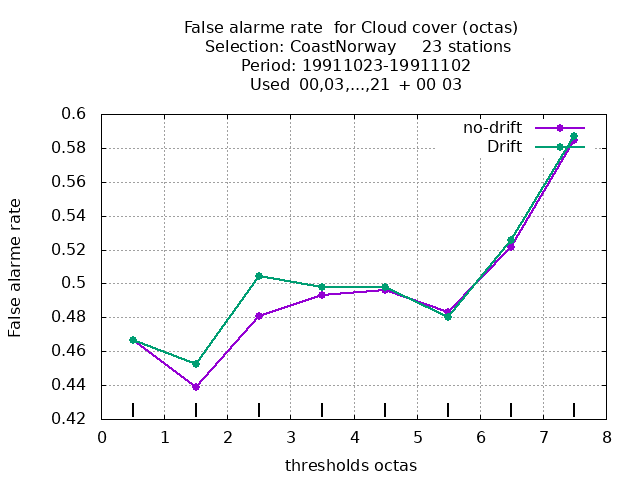 False alarme rate  for Cloud cover (octas)
Selection: CoastNorway     23 stations
Period: 19911023-19911102
Used  00,03,...,21  + 00 03
no-drift
Drift
False alarme rate
0.6
0.58
0.56
0.54
0.52
0.5
0.48
0.46
0.44
0.42
0 1 2 3 4 5 6 7 8
thresholds octas